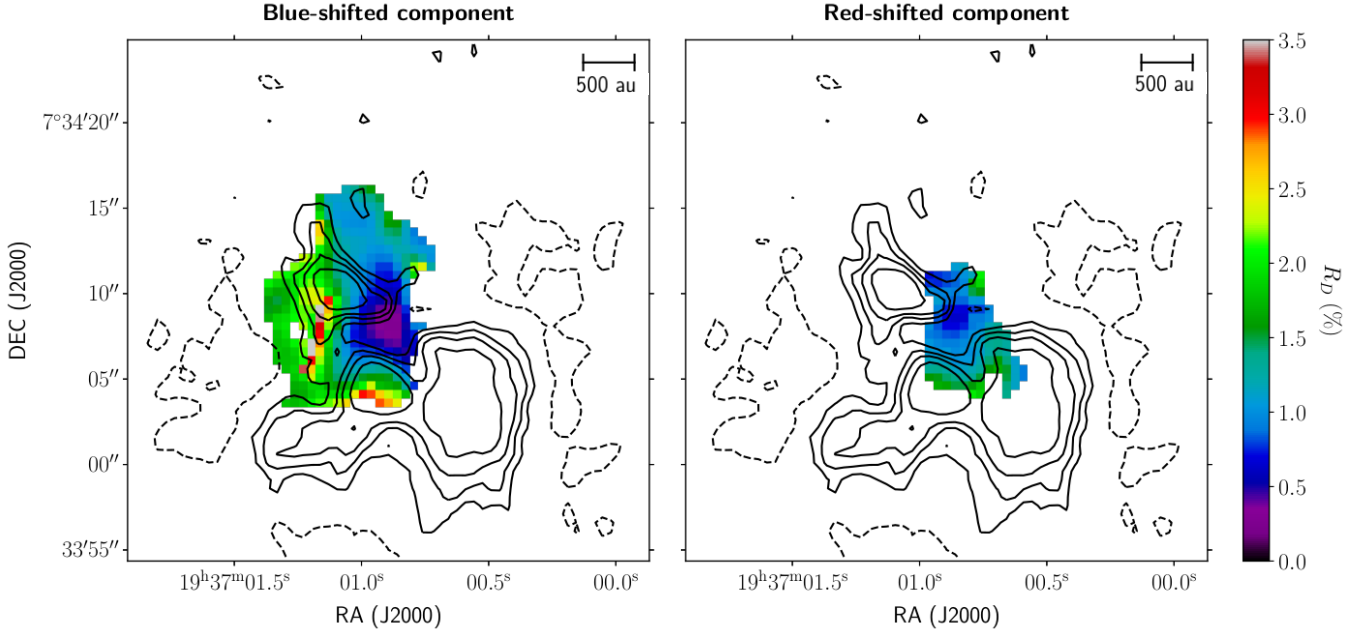 Blue-shifted component
Red-shifted component
500 au
500 au
3.5
3.0
2.5
2.0
1.5
1.0
0.5
0.0
R_D (%)
7°34′20″
15″
10″
05″
00″
33′55″
DEC (J2000)
19ʰ37ᵐ01.5ˢ
01.0ˢ
00.5ˢ
00.0ˢ
19ʰ37ᵐ01.5ˢ
01.0ˢ
00.5ˢ
00.0ˢ
RA (J2000)
RA (J2000)